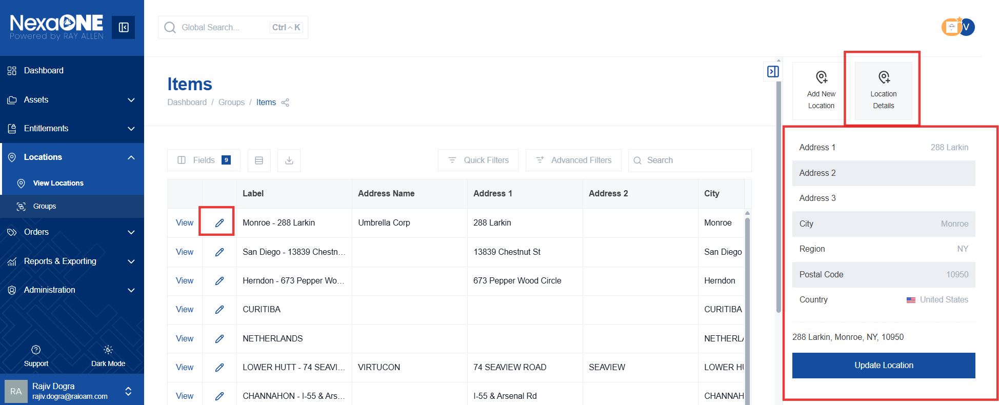 NexaONE
Powered by RAY ALLEN
Dashboard
Assets
Entitlements
Locations
View Locations
Groups
Orders
Reports & Exporting
Administration
Support
Dark Mode
RA
Rajiv Dogra
rajiv.dogra@raioam.com
Global Search...
Ctrl K
V
Items
Dashboard / Groups / Items
Fields 9
Quick Filters
Advanced Filters
Search
Label Address Name Address 1 Address 2 City
View Monroe - 288 Larkin Umbrella Corp 288 Larkin Monroe
View San Diego - 13839 Chestn... 13839 Chestnut St San Diego
View Herndon - 673 Pepper Wo... 673 Pepper Wood Circle Herndon
View CURITIBA CURITIBA
View NETHERLANDS NETHERLA
View LOWER HUTT - 74 SEAVI... VIRTUCON 74 SEAVIEW ROAD SEAVIEW LOWER HU
View CHANNAHON - I-55 & Ars... I-55 & Arsenal Rd CHANNAH
Add New
Location
Location
Details
Address 1 288 Larkin
Address 2
Address 3
City Monroe
Region NY
Postal Code 10950
Country United States
288 Larkin, Monroe, NY, 10950
Update Location